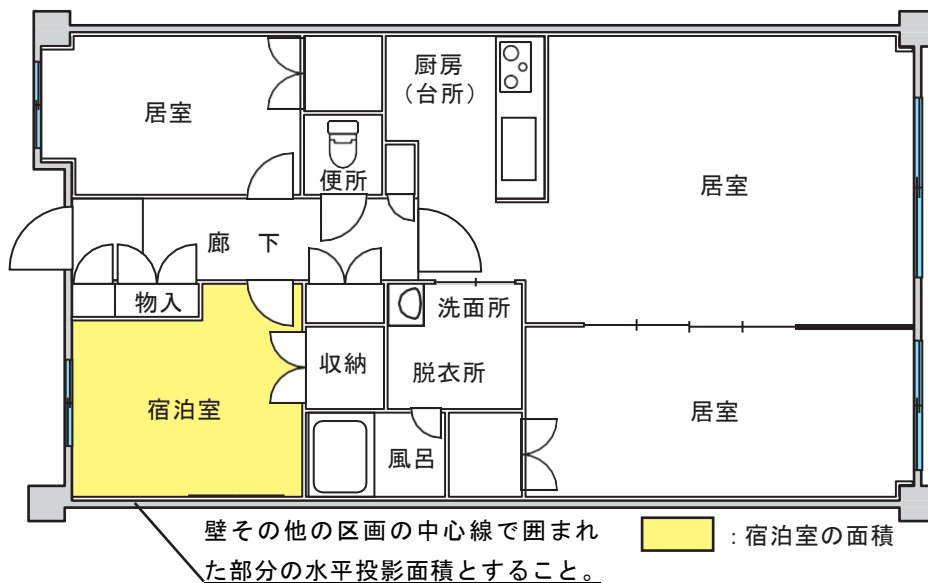 居室
厨房
（台所）
便所
居室
廊 下
物入
洗面所
収納
脱衣所
宿泊室
居室
風呂
壁その他の区画の中心線で囲まれ
た部分の水平投影面積とすること。
：宿泊室の面積